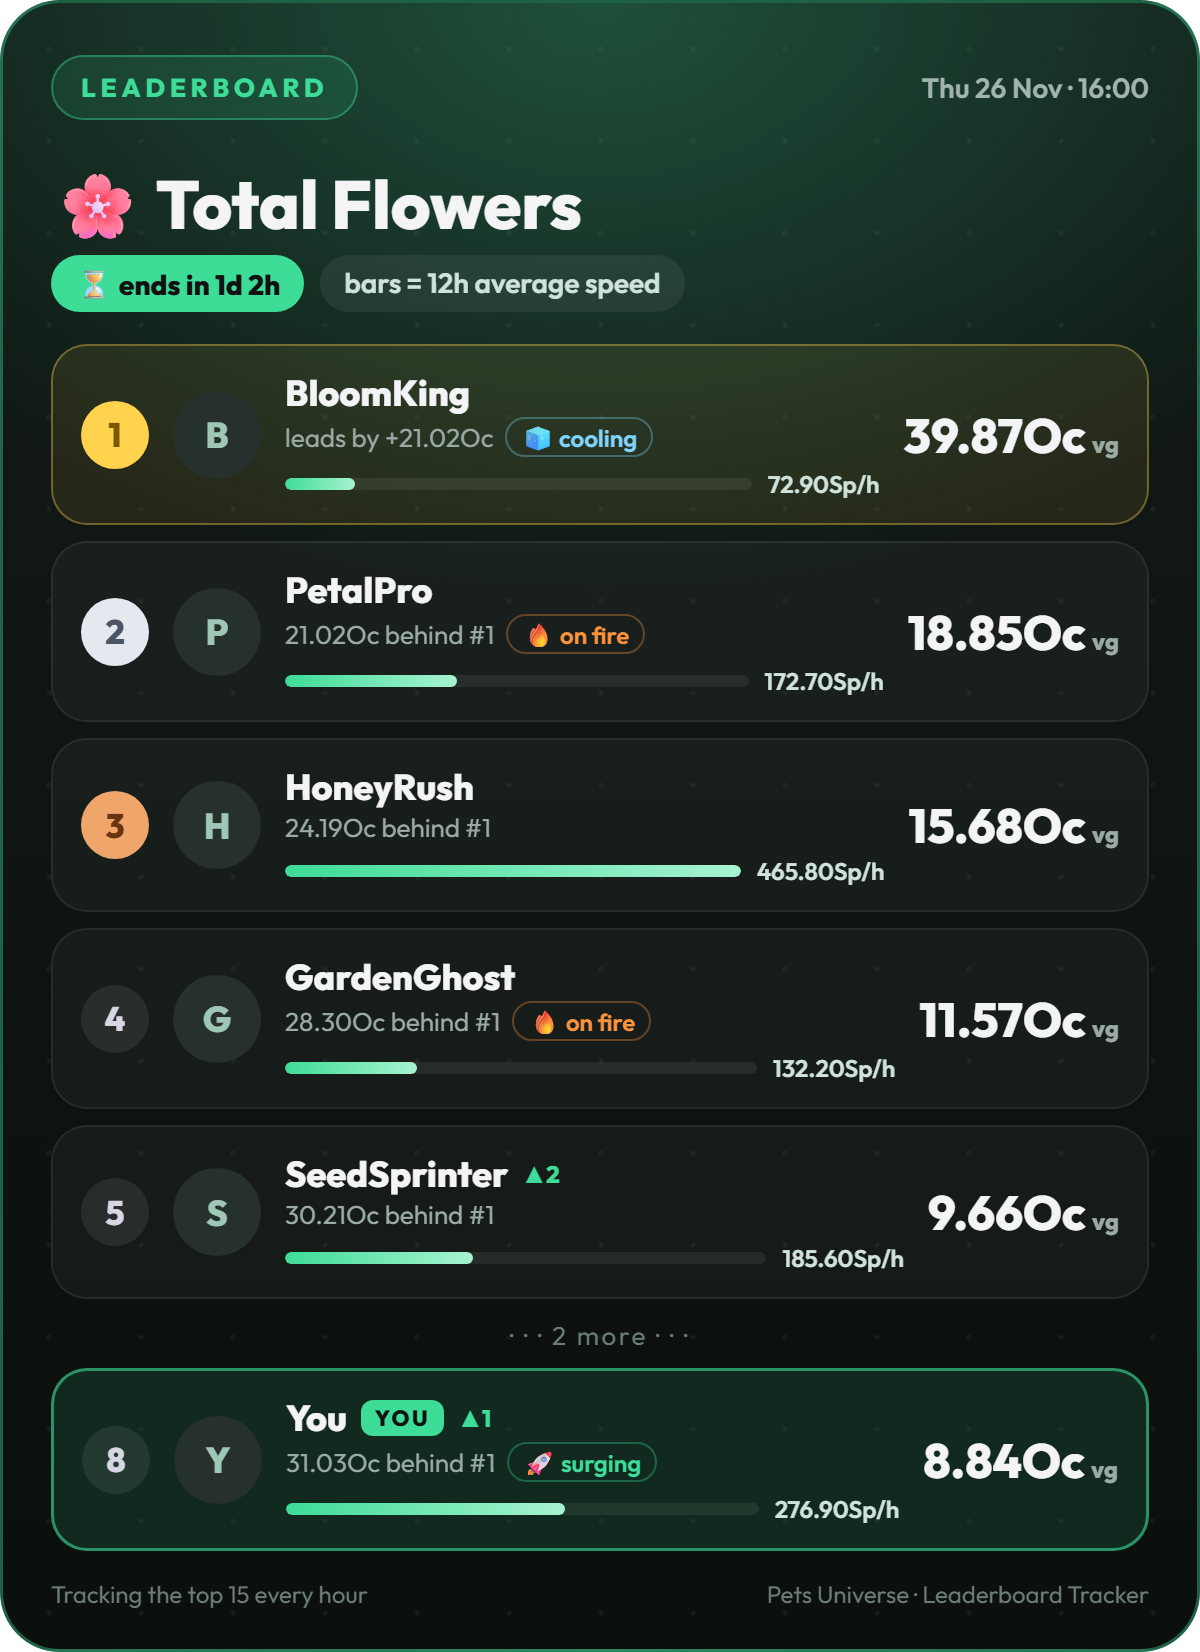 LEADERBOARD
Thu 26 Nov · 16:00
🌸 Total Flowers
⏳ ends in 1d 2h
bars = 12h average speed
1
B
BloomKing
leads by +21.02Oc
🧊 cooling
72.90Sp/h
39.87Oc vg
2
P
PetalPro
21.02Oc behind #1
🔥 on fire
172.70Sp/h
18.85Oc vg
3
H
HoneyRush
24.19Oc behind #1
465.80Sp/h
15.68Oc vg
4
G
GardenGhost
28.30Oc behind #1
🔥 on fire
132.20Sp/h
11.57Oc vg
5
S
SeedSprinter ▲2
30.21Oc behind #1
185.60Sp/h
9.66Oc vg
··· 2 more ···
8
Y
You YOU ▲1
31.03Oc behind #1
🚀 surging
276.90Sp/h
8.84Oc vg
Tracking the top 15 every hour
Pets Universe · Leaderboard Tracker